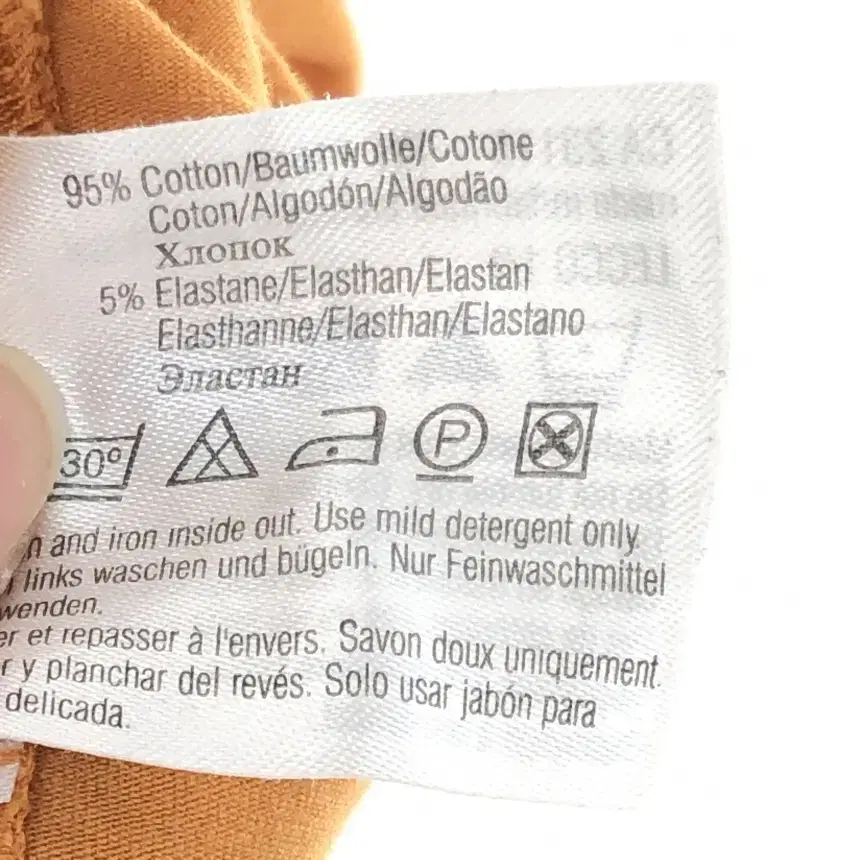 95% Cotton/Baumwolle/Cotone
Coton/Algodón/Algodão
Хлопок
5% Elastane/Elasthan/Elastan
Elasthanne/Elasthan/Elastano
Эластан
30°
P
and iron inside out. Use mild detergent only.
links waschen und bügeln. Nur Feinwaschmittel
wenden.
er et repasser à l'envers. Savon doux uniquement.
r y planchar del revés. Solo usar jabón para
delicada.